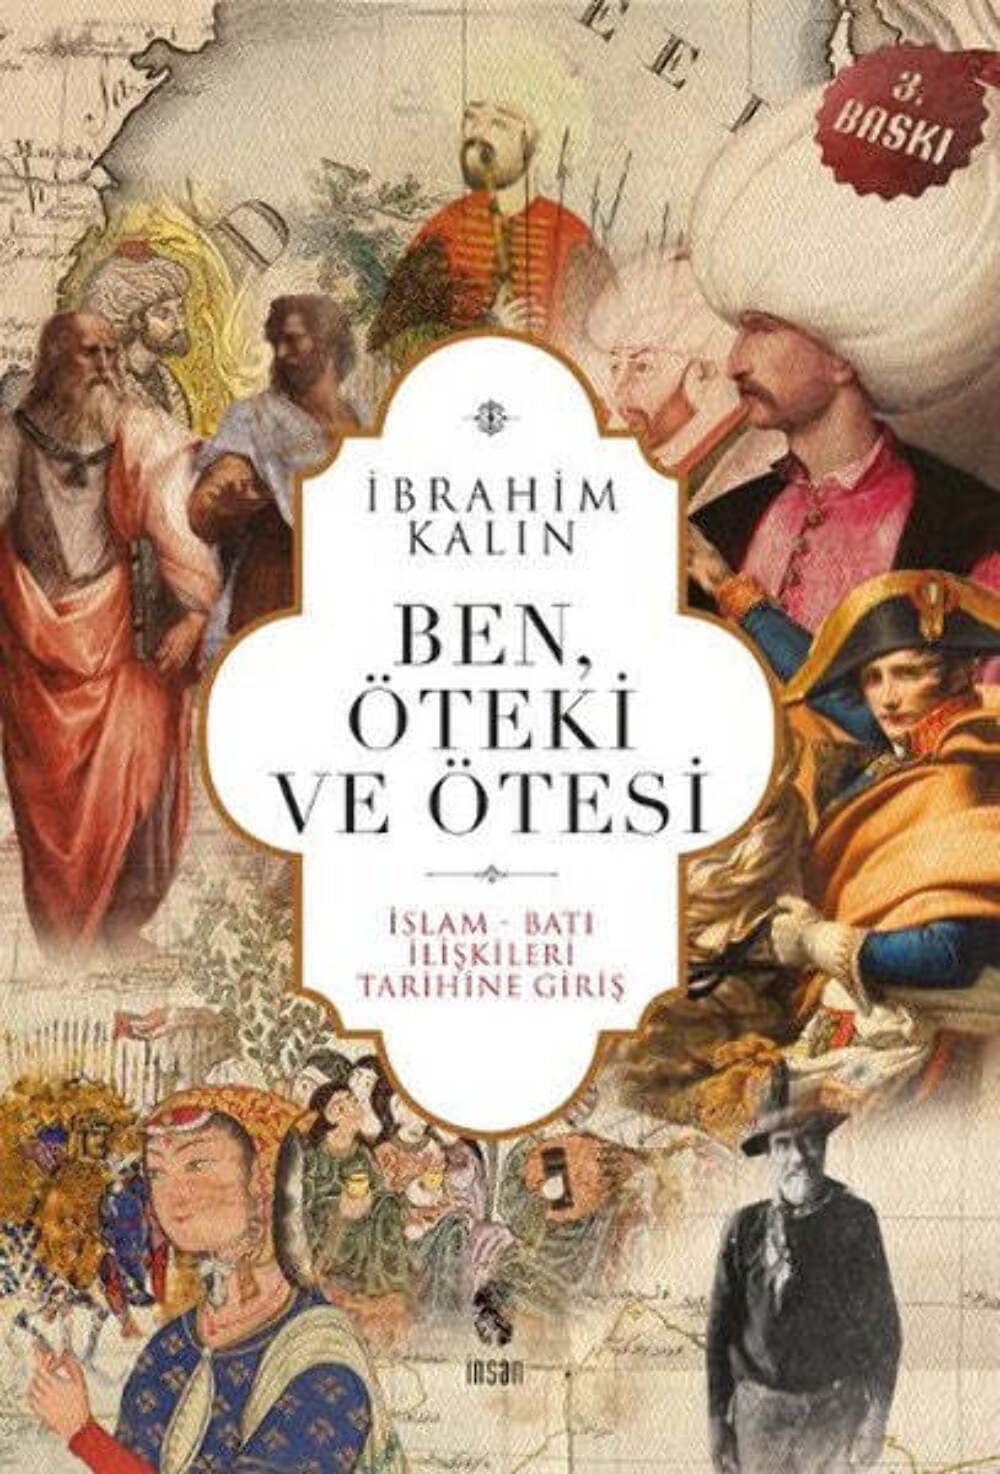 3.
BASKI
İBRAHİM
KALIN
BEN,
ÖTEKİ
VE ÖTESİ
İSLAM - BATI
İLİŞKİLERİ
TARİHİNE GİRİŞ
insan